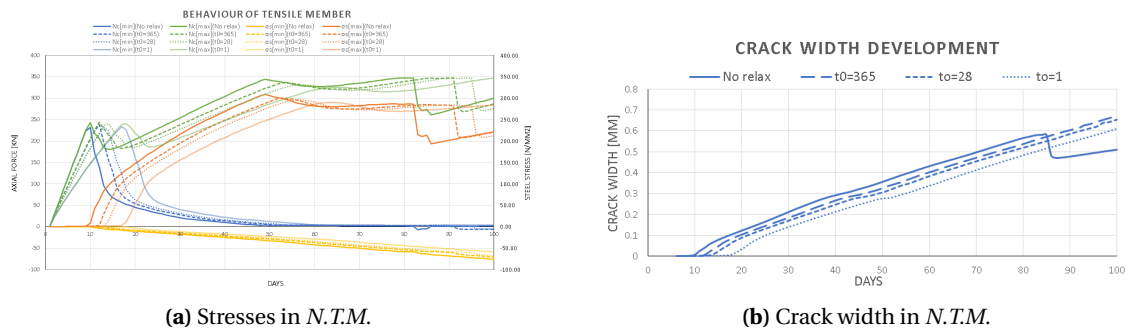 BEHAVIOUR OF TENSILE MEMBER
Nc[min](No relax) Nc[max](No relax) σs[min](No relax) σs[max](No relax)
Nc[min](t0=365) Nc[max](t0=365) σs[min](t0=365) σs[max](t0=365)
Nc[min](t0=28) Nc[max](t0=28) σs[min](t0=28) σs[max](t0=28)
Nc[min](t0=1) Nc[max](t0=1) σs[min](t0=1) σs[max](t0=1)
400 400.00
350 350.00
300 300.00
250 250.00
200 200.00
150 150.00
100 100.00
50 50.00
0 0.00
-50 -50.00
-100 -100.00
0 10 20 30 40 50 60 70 80 90 100
AXIAL FORCE [KN]
STEEL STRESS [N/MM2]
DAYS
(a) Stresses in N.T.M.
CRACK WIDTH DEVELOPMENT
No relax t0=365 to=28 to=1
CRACK WIDTH [MM]
0.8
0.7
0.6
0.5
0.4
0.3
0.2
0.1
0
0 10 20 30 40 50 60 70 80 90 100
DAYS
(b) Crack width in N.T.M.